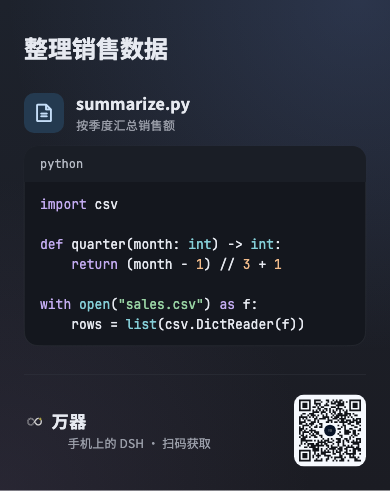 整理销售数据
summarize.py
按季度汇总销售额
python
import csv
def quarter(month: int) -> int:
    return (month - 1) // 3 + 1
with open("sales.csv") as f:
    rows = list(csv.DictReader(f))
万器
手机上的 DSH · 扫码获取